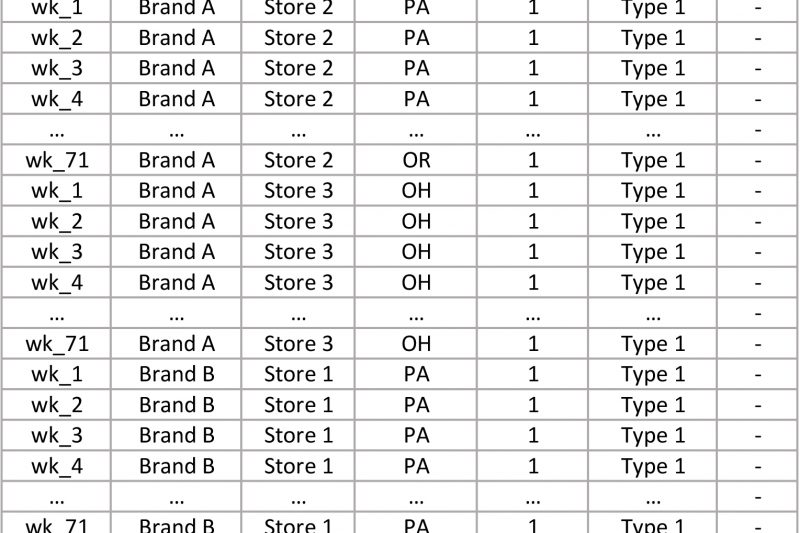 wk_1 Brand A Store 2 PA 1 Type 1 -
wk_2 Brand A Store 2 PA 1 Type 1 -
wk_3 Brand A Store 2 PA 1 Type 1 -
wk_4 Brand A Store 2 PA 1 Type 1 -
... ... ... ... ... ... -
wk_71 Brand A Store 2 OR 1 Type 1 -
wk_1 Brand A Store 3 OH 1 Type 1 -
wk_2 Brand A Store 3 OH 1 Type 1 -
wk_3 Brand A Store 3 OH 1 Type 1 -
wk_4 Brand A Store 3 OH 1 Type 1 -
... ... ... ... ... ... -
wk_71 Brand A Store 3 OH 1 Type 1 -
wk_1 Brand B Store 1 PA 1 Type 1 -
wk_2 Brand B Store 1 PA 1 Type 1 -
wk_3 Brand B Store 1 PA 1 Type 1 -
wk_4 Brand B Store 1 PA 1 Type 1 -
... ... ... ... ... ... -
wk_71 Brand B Store 1 PA 1 Type 1 -